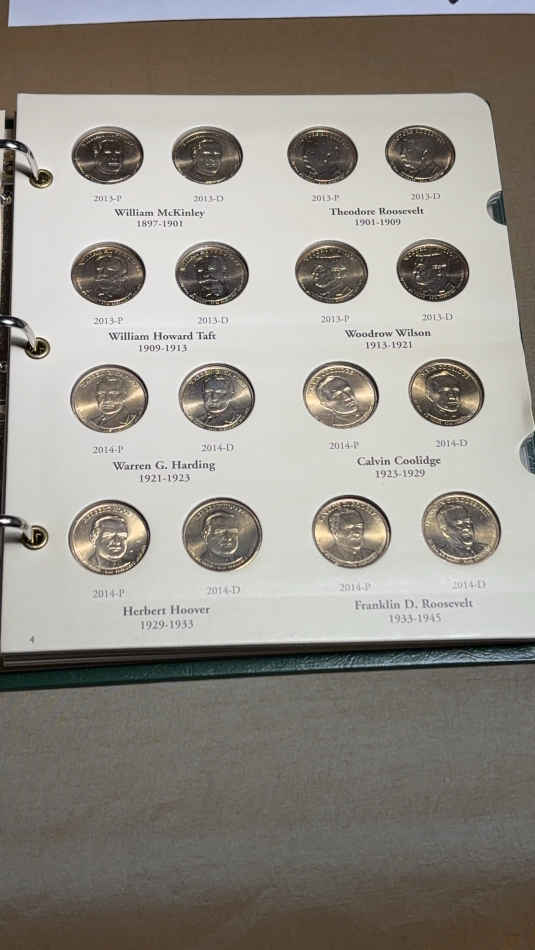 2013-P 2013-D 2013-P 2013-D
William McKinley Theodore Roosevelt
1897-1901 1901-1909
2013-P 2013-D 2013-P 2013-D
William Howard Taft Woodrow Wilson
1909-1913 1913-1921
2014-P 2014-D 2014-P 2014-D
Warren G. Harding Calvin Coolidge
1921-1923 1923-1929
2014-P 2014-D 2014-P 2014-D
Herbert Hoover Franklin D. Roosevelt
1929-1933 1933-1945
4